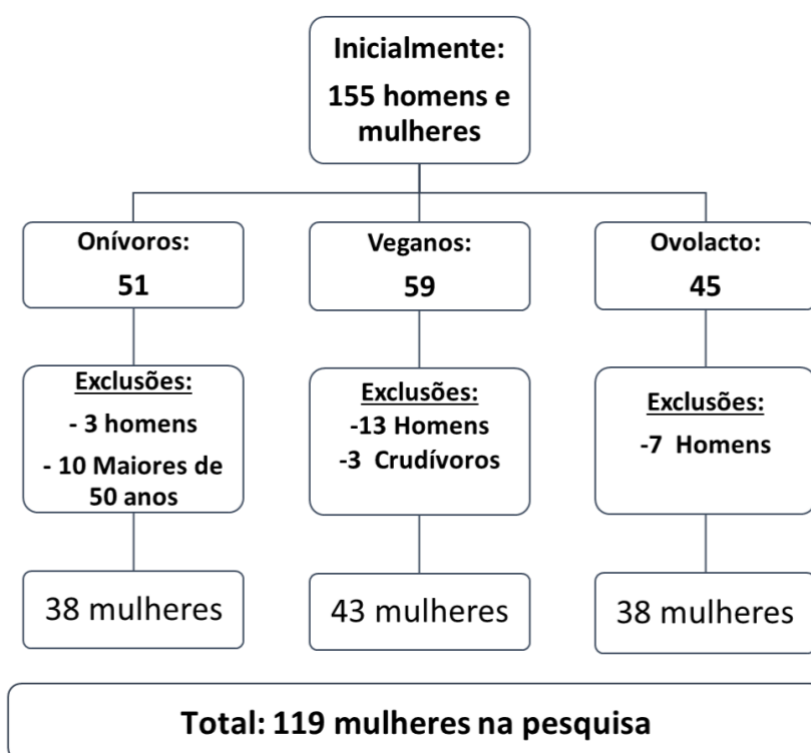 Inicialmente:
155 homens e
mulheres
Onívoros:
51
Veganos:
59
Ovolacto:
45
Exclusões:
- 3 homens
- 10 Maiores de
50 anos
Exclusões:
-13 Homens
-3 Crudívoros
Exclusões:
-7 Homens
38 mulheres
43 mulheres
38 mulheres
Total: 119 mulheres na pesquisa